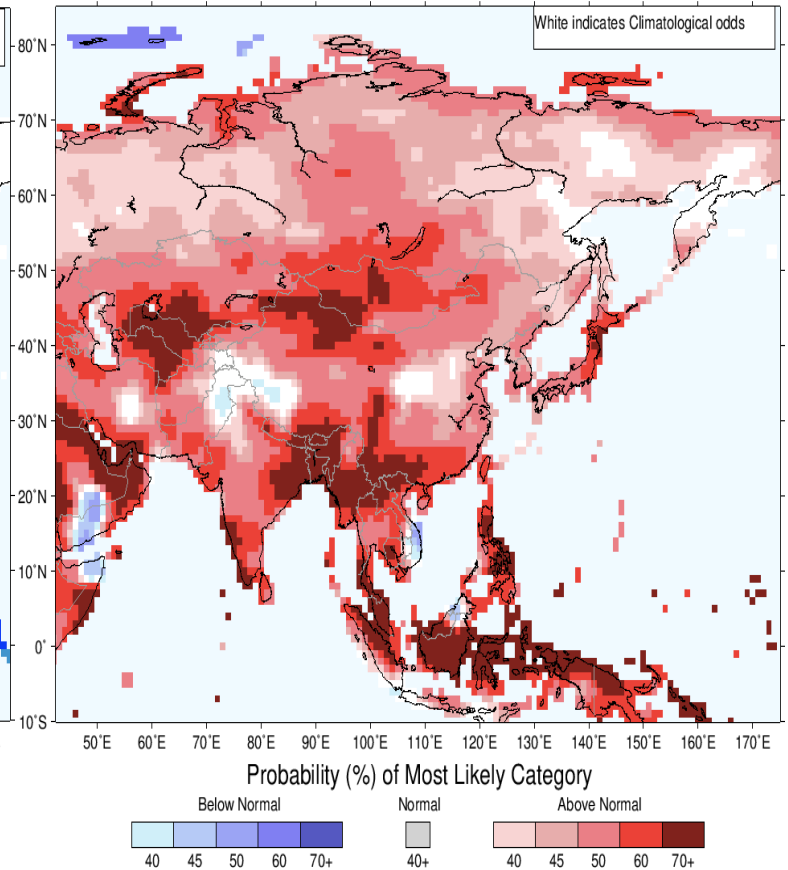 White indicates Climatological odds
80°N
70°N
60°N
50°N
40°N
30°N
20°N
10°N
0°
10°S
50°E 60°E 70°E 80°E 90°E 100°E 110°E 120°E 130°E 140°E 150°E 160°E 170°E
Probability (%) of Most Likely Category
Below Normal Normal Above Normal
40 45 50 60 70+ 40+ 40 45 50 60 70+